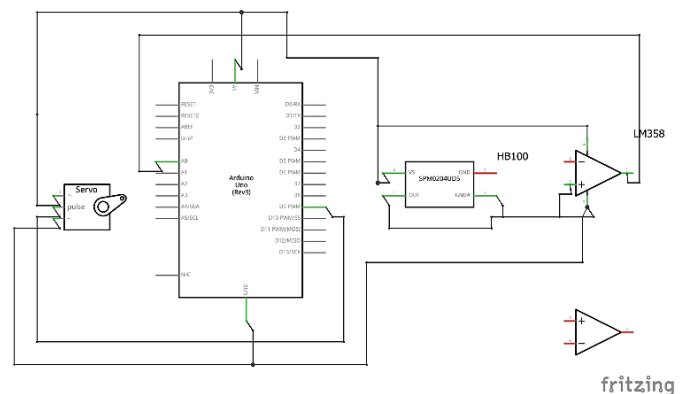 3V3
5V
VIN
RESET
RESET2
AREF
ioref
A0
A1
A2
A3
A4/SDA
A5/SCL
N/C
GND
Arduino
Uno
(Rev3)
D0/RX
D1/TX
D2
D3 PWM
D4
D5 PWM
D6 PWM
D7
D8
D9 PWM
D10 PWM/SS
D11 PWM/MOSI
D12/MISO
D13/SCK
Servo
+
pulse
-
HB100
VS
OUT
SPM0204UD5
GND
GND4
LM358
−
+
+
−
fritzing